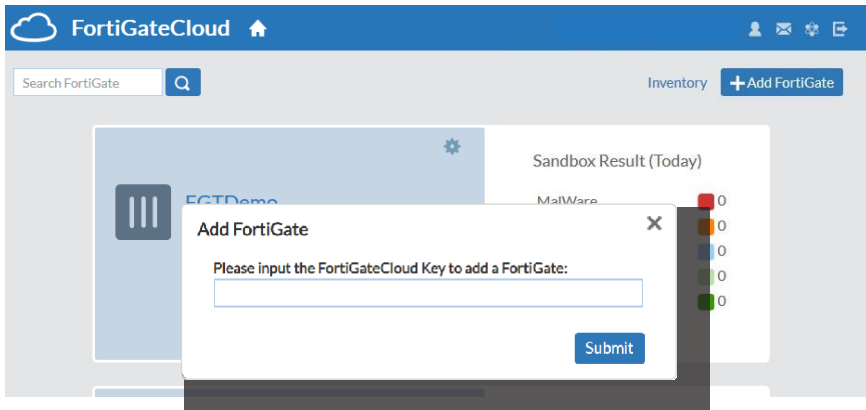 FortiGateCloud
Search FortiGate
Inventory
+Add FortiGate
FGTDemo
Sandbox Result (Today)
MalWare
0
0
0
0
0
Add FortiGate
Please input the FortiGateCloud Key to add a FortiGate:
Submit